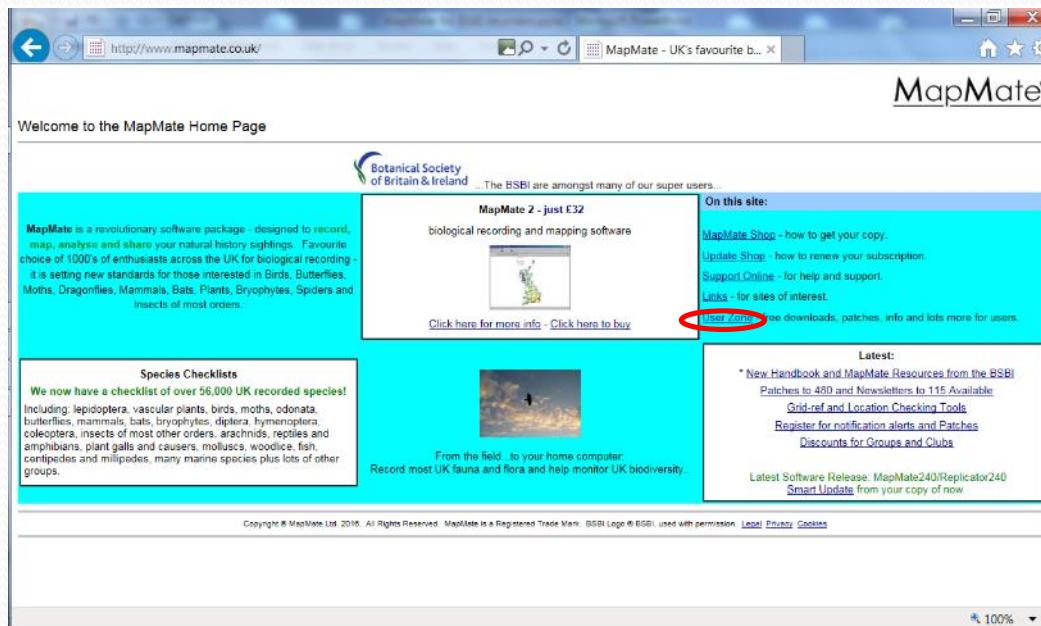 http://www.mapmate.co.uk/
MapMate - UK's favourite b...
MapMate
Welcome to the MapMate Home Page
Botanical Society
of Britain & Ireland
...The BSBI are amongst many of our super users...
MapMate is a revolutionary software package - designed to record,
map, analyse and share your natural history sightings. Favourite
choice of 1000's of enthusiasts across the UK for biological recording -
it is setting new standards for those interested in Birds, Butterflies,
Moths, Dragonflies, Mammals, Bats, Plants, Bryophytes, Spiders and
Insects of most orders.
MapMate 2 - just £32
biological recording and mapping software
Click here for more info - Click here to buy
On this site:
MapMate Shop - how to get your copy.
Update Shop - how to renew your subscription.
Support Online - for help and support.
Links - for sites of interest.
User Zone - free downloads, patches, info and lots more for users.
Species Checklists
We now have a checklist of over 56,000 UK recorded species!
Including: lepidoptera, vascular plants, birds, moths, odonata,
butterflies, mammals, bats, bryophytes, diptera, hymenoptera,
coleoptera, insects of most other orders, arachnids, reptiles and
amphibians, plant galls and causers, molluscs, woodlice, fish,
centipedes and millipedes, many marine species plus lots of other
groups.
From the field...to your home computer:
Record most UK fauna and flora and help monitor UK biodiversity...
Latest:
* New Handbook and MapMate Resources from the BSBI
Patches to 480 and Newsletters to 115 Available
Grid-ref and Location Checking Tools
Register for notification alerts and Patches
Discounts for Groups and Clubs
Latest Software Release: MapMate240/Replicator240
Smart Update from your copy of now
Copyright ® MapMate Ltd. 2016. All Rights Reserved. MapMate is a Registered Trade Mark. BSBI Logo © BSBI, used with permission. Legal Privacy Cookies
100%